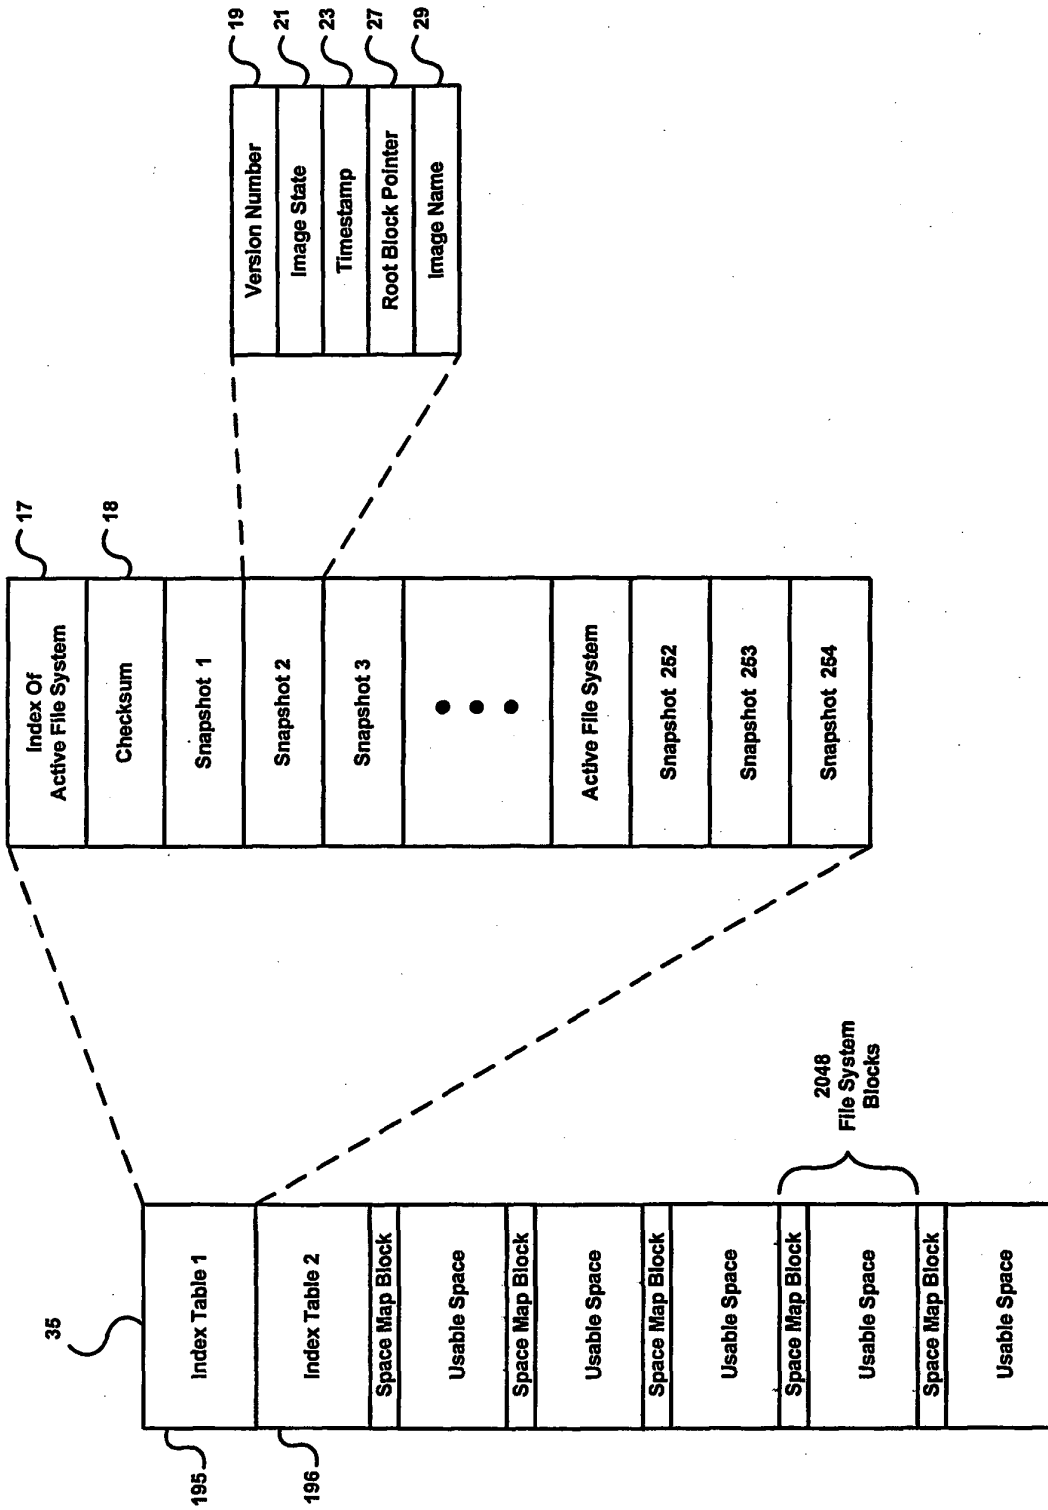 35
195
Index Table 1
196
Index Table 2
Space Map Block
Usable Space
Space Map Block
Usable Space
Space Map Block
Usable Space
Space Map Block
Usable Space
Space Map Block
Usable Space
2048
File System
Blocks
17
Index Of
Active File System
18
Checksum
Snapshot 1
Snapshot 2
Snapshot 3
Active File System
Snapshot 252
Snapshot 253
Snapshot 254
Version Number
19
Image State
21
Timestamp
23
Root Block Pointer
27
Image Name
29